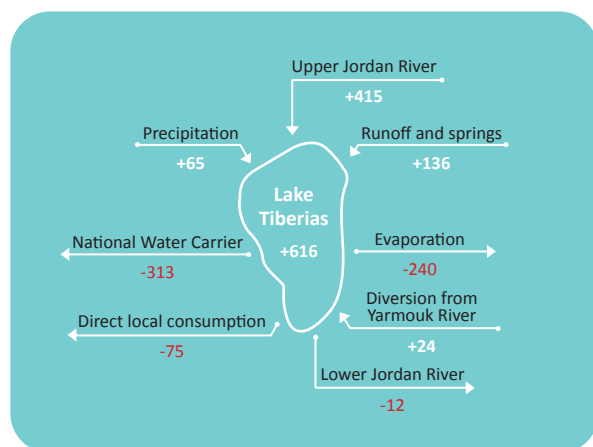 Upper Jordan River
+415
Precipitation
+65
Runoff and springs
+136
Lake
Tiberias
+616
National Water Carrier
-313
Evaporation
-240
Direct local consumption
-75
Diversion from
Yarmouk River
+24
Lower Jordan River
-12